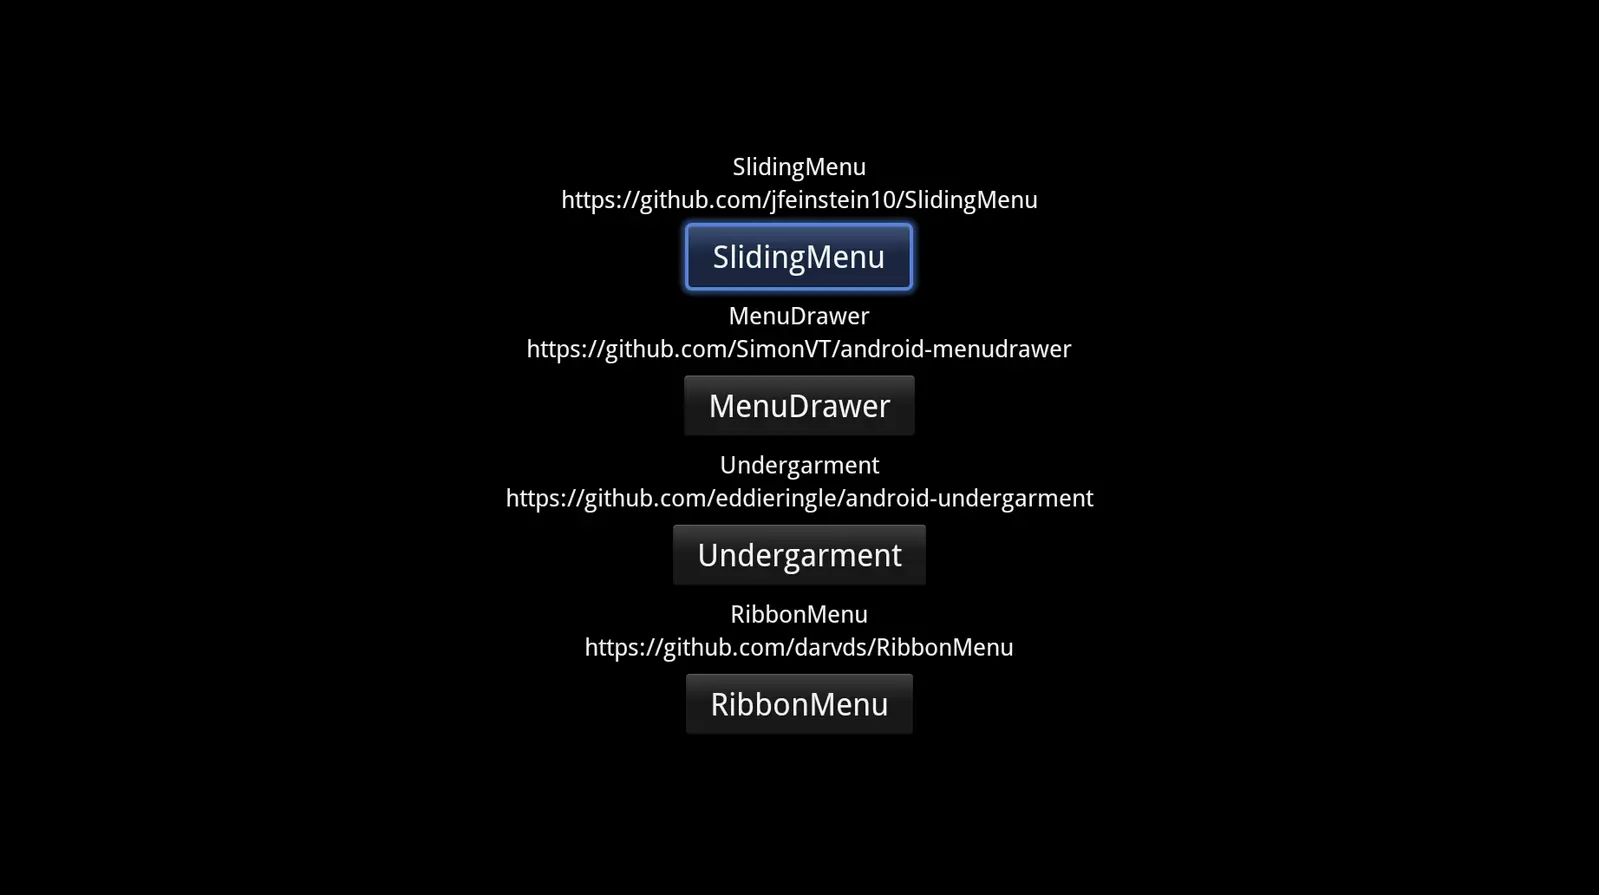 SlidingMenu
https://github.com/jfeinstein10/SlidingMenu
SlidingMenu
MenuDrawer
https://github.com/SimonVT/android-menudrawer
MenuDrawer
Undergarment
https://github.com/eddieringle/android-undergarment
Undergarment
RibbonMenu
https://github.com/darvds/RibbonMenu
RibbonMenu